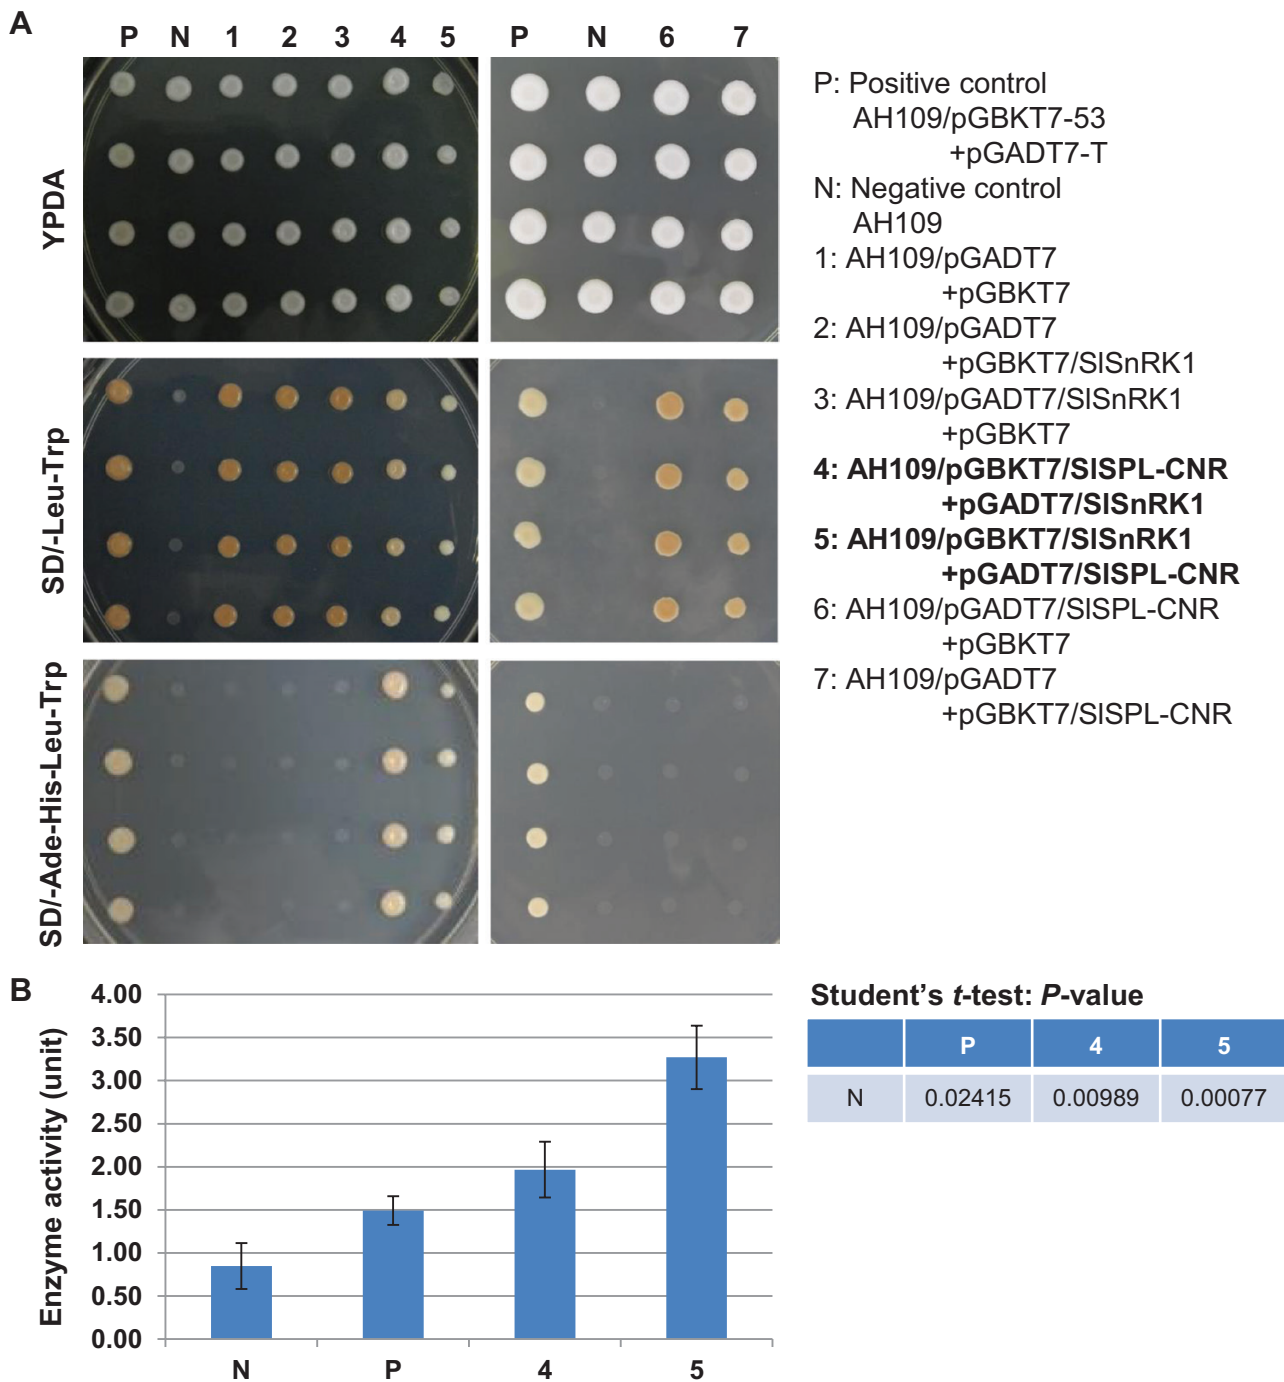 A
P N 1 2 3 4 5
P N 6 7
YPDA
SD/-Leu-Trp
SD/-Ade-His-Leu-Trp
P: Positive control
AH109/pGBKT7-53
+pGADT7-T
N: Negative control
AH109
1: AH109/pGADT7
+pGBKT7
2: AH109/pGADT7
+pGBKT7/SlSnRK1
3: AH109/pGADT7/SlSnRK1
+pGBKT7
4: AH109/pGBKT7/SlSPL-CNR
+pGADT7/SlSnRK1
5: AH109/pGBKT7/SlSnRK1
+pGADT7/SlSPL-CNR
6: AH109/pGADT7/SlSPL-CNR
+pGBKT7
7: AH109/pGADT7
+pGBKT7/SlSPL-CNR
B
Enzyme activity (unit)
4.00
3.50
3.00
2.50
2.00
1.50
1.00
0.50
0.00
N P 4 5
Student's t-test: P-value
P 4 5
N 0.02415 0.00989 0.00077